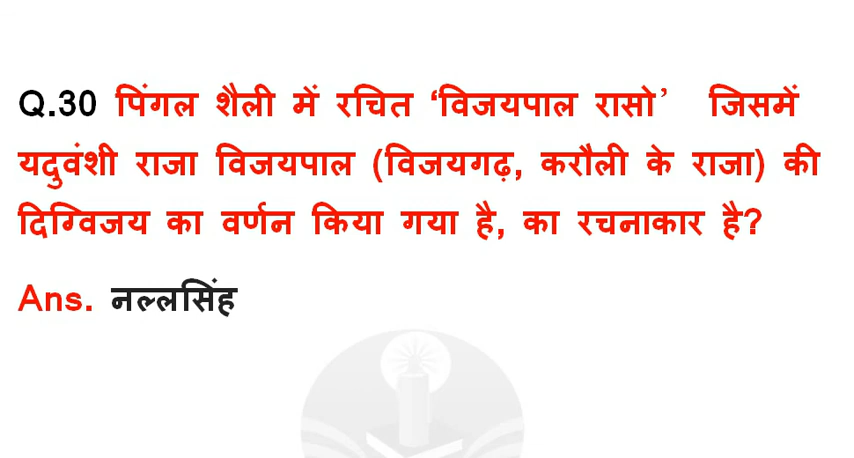 Q.30 पिंगल शैली में रचित ‘विजयपाल रासो’ जिसमें
यदुवंशी राजा विजयपाल (विजयगढ़, करौली के राजा) की
दिग्विजय का वर्णन किया गया है, का रचनाकार है?
Ans. नल्लसिंह